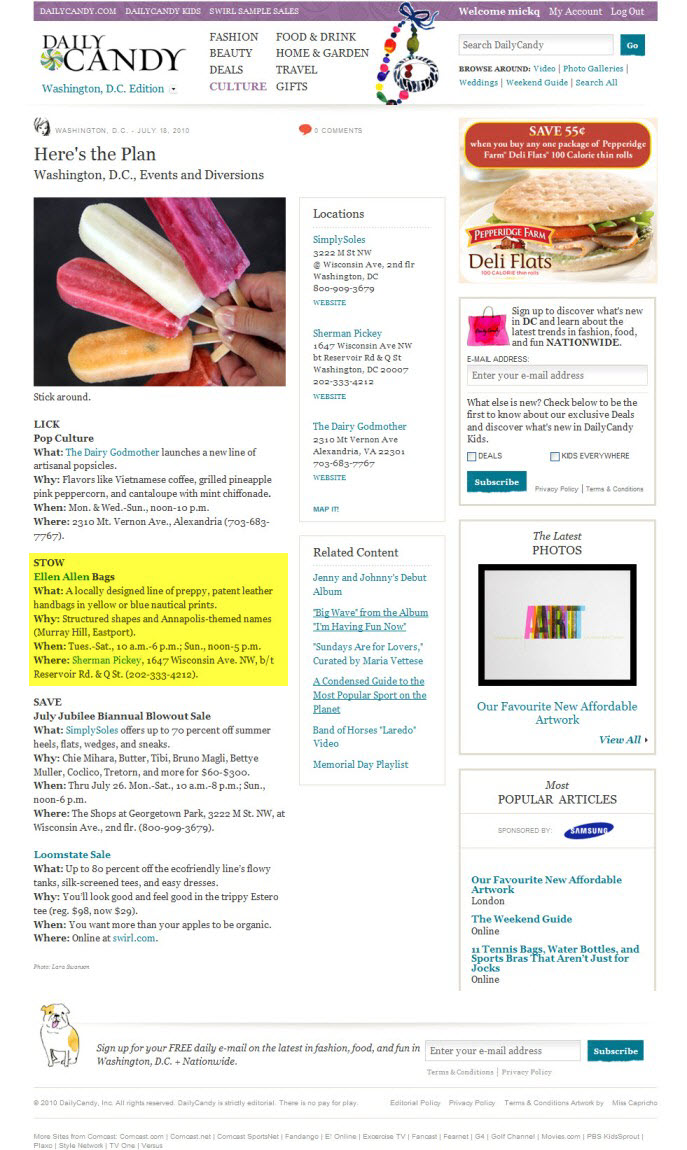 DAILYCANDY.COM DAILYCANDY KIDS SWIRL SAMPLE SALES
Welcome mickq My Account Log Out
DAILY
CANDY
Washington, D.C. Edition
FASHION
BEAUTY
DEALS
CULTURE
FOOD & DRINK
HOME & GARDEN
TRAVEL
GIFTS
Search DailyCandy
Go
BROWSE AROUND: Video | Photo Galleries |
Weddings | Weekend Guide | Search All
WASHINGTON, D.C. - JULY 18, 2010
0 COMMENTS
Here's the Plan
Washington, D.C., Events and Diversions
Stick around.
LICK
Pop Culture
What: The Dairy Godmother launches a new line of
artisanal popsicles.
Why: Flavors like Vietnamese coffee, grilled pineapple
pink peppercorn, and cantaloupe with mint chiffonade.
When: Mon. & Wed.-Sun., noon-10 p.m.
Where: 2310 Mt. Vernon Ave., Alexandria (703-683-
7767).
STOW
Ellen Allen Bags
What: A locally designed line of preppy, patent leather
handbags in yellow or blue nautical prints.
Why: Structured shapes and Annapolis-themed names
(Murray Hill, Eastport).
When: Tues.-Sat., 10 a.m.-6 p.m.; Sun., noon-5 p.m.
Where: Sherman Pickey, 1647 Wisconsin Ave. NW, b/t
Reservoir Rd. & Q St. (202-333-4212).
SAVE
July Jubilee Biannual Blowout Sale
What: SimplySoles offers up to 70 percent off summer
heels, flats, wedges, and sneaks.
Why: Chie Mihara, Butter, Tibi, Bruno Magli, Bettye
Muller, Coclico, Tretorn, and more for $60-$300.
When: Thru July 26. Mon.-Sat., 10 a.m.-8 p.m.; Sun.,
noon-6 p.m.
Where: The Shops at Georgetown Park, 3222 M St. NW, at
Wisconsin Ave., 2nd flr. (800-909-3679).
Loomstate Sale
What: Up to 80 percent off the ecofriendly line's flowy
tanks, silk-screened tees, and easy dresses.
Why: You'll look good and feel good in the trippy Estero
tee (reg. $98, now $29).
When: You want more than your apples to be organic.
Where: Online at swirl.com.
Photo: Lara Swanson
Locations
SimplySoles
3222 M St NW
@ Wisconsin Ave, 2nd flr
Washington, DC
800-909-3679
WEBSITE
Sherman Pickey
1647 Wisconsin Ave NW
bt Reservoir Rd & Q St
Washington, DC 20007
202-333-4212
WEBSITE
The Dairy Godmother
2310 Mt Vernon Ave
Alexandria, VA 22301
703-683-7767
WEBSITE
MAP IT!
Related Content
Jenny and Johnny's Debut
Album
"Big Wave" from the Album
"I'm Having Fun Now"
"Sundays Are for Lovers,"
Curated by Maria Vettese
A Condensed Guide to the
Most Popular Sport on the
Planet
Band of Horses "Laredo"
Video
Memorial Day Playlist
SAVE 55¢
when you buy any one package of Pepperidge
Farm® Deli Flats® 100 Calorie thin rolls
PEPPERIDGE FARM
Deli Flats
100 CALORIE thin rolls
Sign up to discover what's new
in DC and learn about the
latest trends in fashion, food,
and fun NATIONWIDE.
E-MAIL ADDRESS:
Enter your e-mail address
What else is new? Check below to be the
first to know about our exclusive Deals
and discover what's new in DailyCandy
Kids.
DEALS KIDS EVERYWHERE
Subscribe
Privacy Policy | Terms & Conditions
The Latest
PHOTOS
ART
Our Favourite New Affordable
Artwork
View All
Most
POPULAR ARTICLES
SPONSORED BY: SAMSUNG
Our Favourite New Affordable
Artwork
London
The Weekend Guide
Online
11 Tennis Bags, Water Bottles, and
Sports Bras That Aren't Just for
Jocks
Online
Sign up for your FREE daily e-mail on the latest in fashion, food, and fun in
Washington, D.C. + Nationwide.
Enter your e-mail address
Subscribe
Terms & Conditions | Privacy Policy
© 2010 DailyCandy, Inc. All rights reserved. DailyCandy is strictly editorial. There is no pay for play.
Editorial Policy Privacy Policy Terms & Conditions Artwork by Miss Capricho
More Sites from Comcast: Comcast.com | Comcast.net | Comcast SportsNet | Fandango | E! Online | Excercise TV | Fancast | Fearnet | G4 | Golf Channel | Movies.com | PBS KidsSprout |
Plaxo | Style Network | TV One | Versus